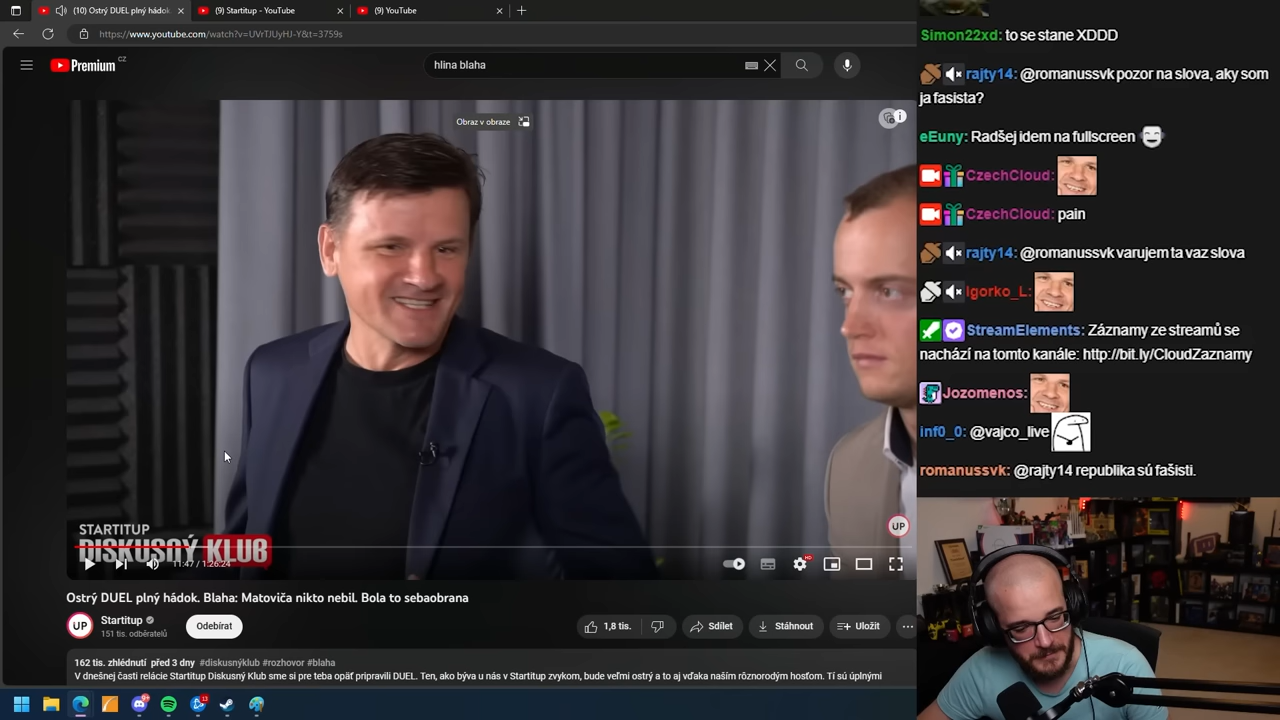 (10) Ostrý DUEL plný hádok
(9) Startitup - YouTube
(9) YouTube
https://www.youtube.com/watch?v=UVrTJUyHJ-Y&t=3759s
Premium CZ
hlina blaha
Obraz v obraze
STARTITUP
DISKUSNÝ KLUB
UP
11:47 / 1:26:24
Ostrý DUEL plný hádok. Blaha: Matoviča nikto nebil. Bola to sebaobrana
UP
Startitup
151 tis. odběratelů
Odebírat
1,8 tis.
Sdílet
Stáhnout
Uložit
162 tis. zhlédnutí před 3 dny #diskusnýklub #rozhovor #blaha
V dnešnej časti relácie Startitup Diskusný Klub sme si pre teba opäť pripravili DUEL. Ten, ako býva u nás v Startitup zvykom, bude veľmi ostrý a to aj vďaka naším rôznorodým hosťom. Tí sú úplnými
Simon22xd: to se stane XDDD
rajty14: @romanussvk pozor na slova, aky som
ja fasista?
eEuny: Radšej idem na fullscreen
CzechCloud:
CzechCloud: pain
rajty14: @romanussvk varujem ta vaz slova
Igorko_L:
StreamElements: Záznamy ze streamů se
nachází na tomto kanále: http://bit.ly/CloudZaznamy
Jozomenos:
inf0_0: @vajco_live
romanussvk: @rajty14 republika sú fašisti.